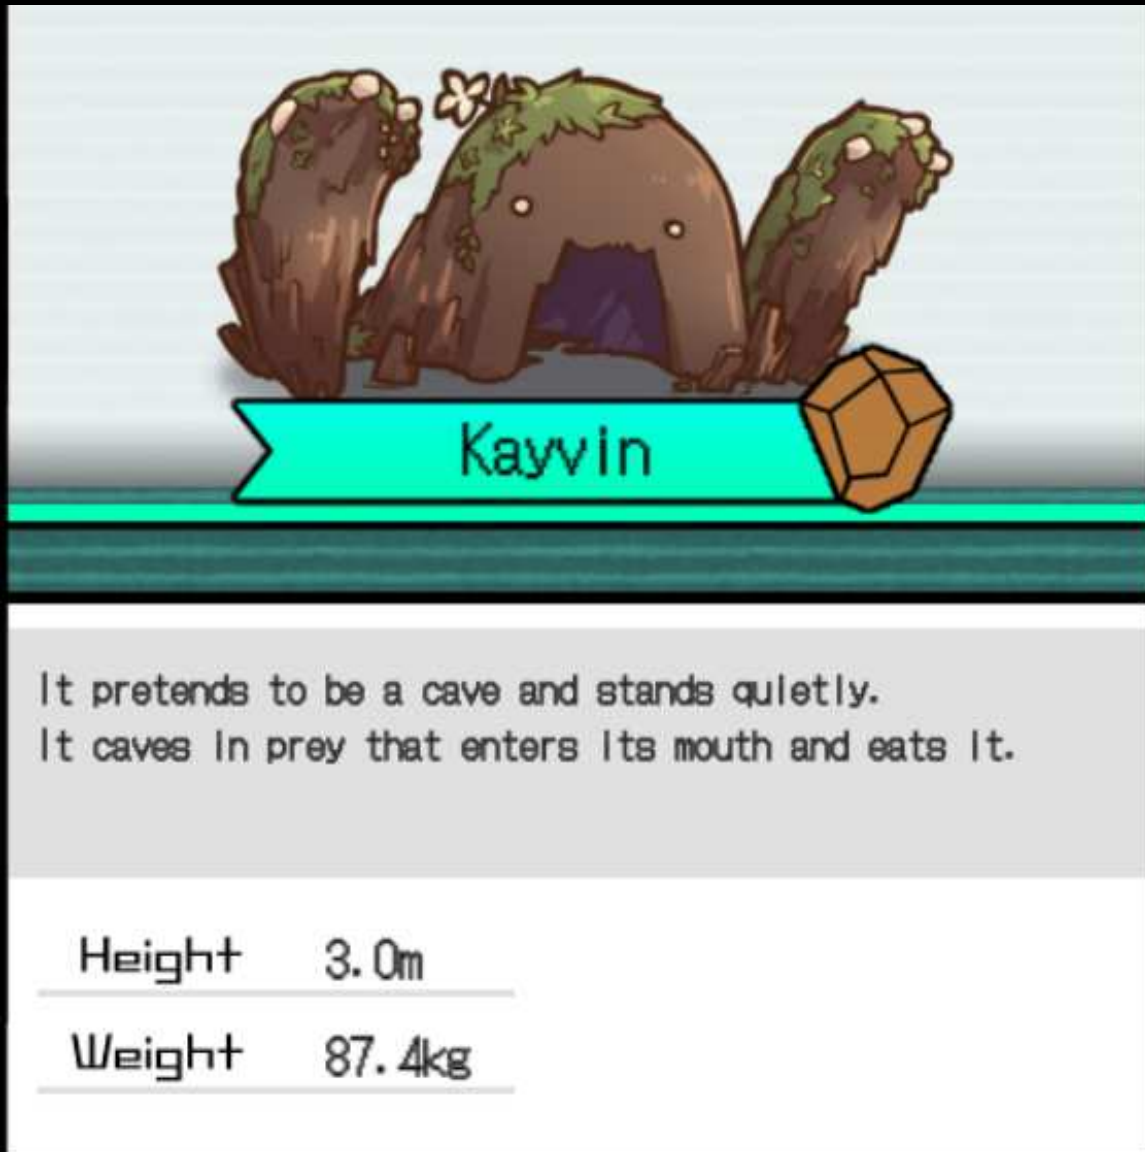 Kayvin
It pretends to be a cave and stands quietly.
It caves in prey that enters its mouth and eats it.
Height 3.0m
Weight 87.4kg